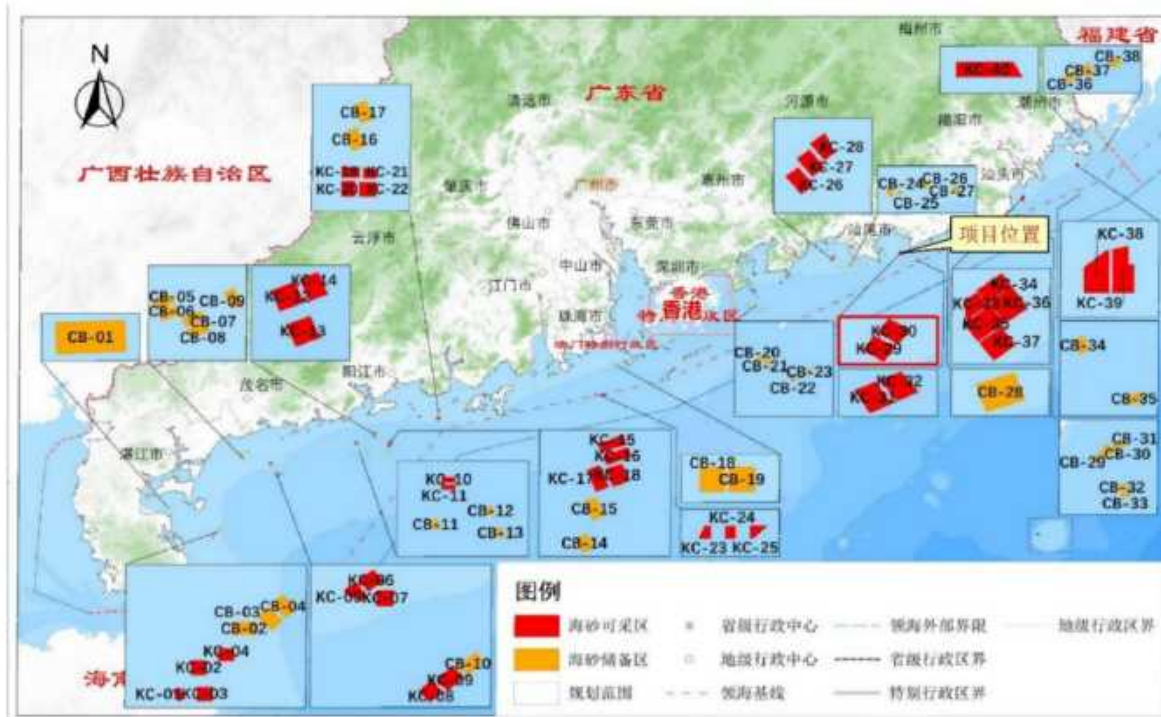 N
梅州市
福建省
广东省
清远市
河源市
潮州市
揭阳市
汕头市
广西壮族自治区
肇庆市
广州市
惠州市
云浮市
佛山市
东莞市
汕尾市
中山市
深圳市
江门市
珠海市
香港
香港
阳江市
茂名市
湛江市
项目位置
CB-38
CB-37
CB-36
CB-17
CB-16
KC-21
KC-22
KC-28
KC-27
KC-26
CB-26
CB-24
CB-27
CB-25
KC-38
KC-39
CB-05
CB-09
CB-06
CB-07
CB-08
KC-14
KC-13
CB-01
KC-34
KC-36
KC-37
KC-30
KC-29
CB-20
CB-21
CB-23
CB-22
KC-32
CB-28
CB-34
CB-35
CB-31
CB-30
CB-29
CB-32
CB-33
KC-10
KC-11
CB-12
CB-11
CB-13
KC-15
KC-16
KC-17
KC-18
CB-15
CB-14
CB-18
CB-19
KC-24
KC-23
KC-25
CB-03
CB-04
CB-02
KC-04
KC-02
KC-03
KC-06
KC-07
CB-10
KC-09
KC-08
图例
海砂可采区
省级行政中心
领海外部界限
地级行政区界
海砂储备区
地级行政中心
省级行政区界
规划范围
领海基线
特别行政区界